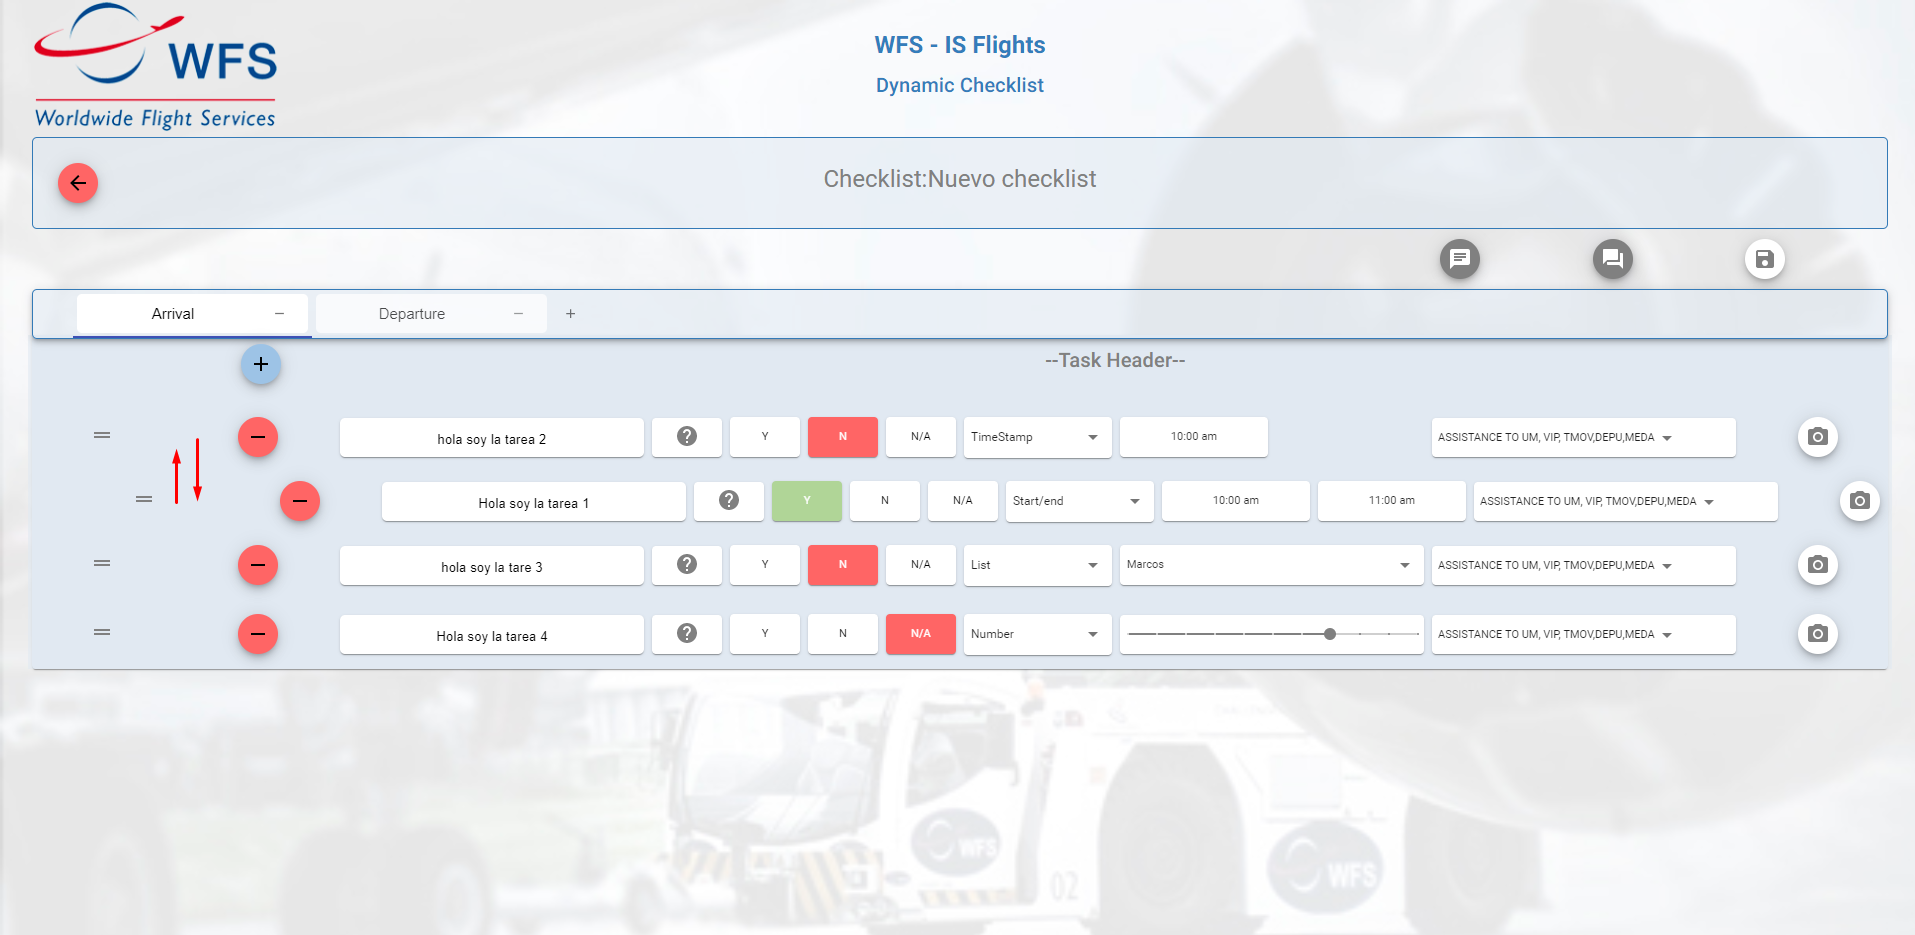 WFS
Worldwide Flight Services
WFS - IS Flights
Dynamic Checklist
Checklist:Nuevo checklist
Arrival − Departure − +
+ --Task Header--
hola soy la tarea 2 ? Y N N/A TimeStamp 10:00 am ASSISTANCE TO UM, VIP, TMOV,DEPU,MEDA
Hola soy la tarea 1 ? Y N N/A Start/end 10:00 am 11:00 am ASSISTANCE TO UM, VIP, TMOV,DEPU,MEDA
hola soy la tare 3 ? Y N N/A List Marcos ASSISTANCE TO UM, VIP, TMOV,DEPU,MEDA
Hola soy la tarea 4 ? Y N N/A Number ASSISTANCE TO UM, VIP, TMOV,DEPU,MEDA
WFS
02
WFS